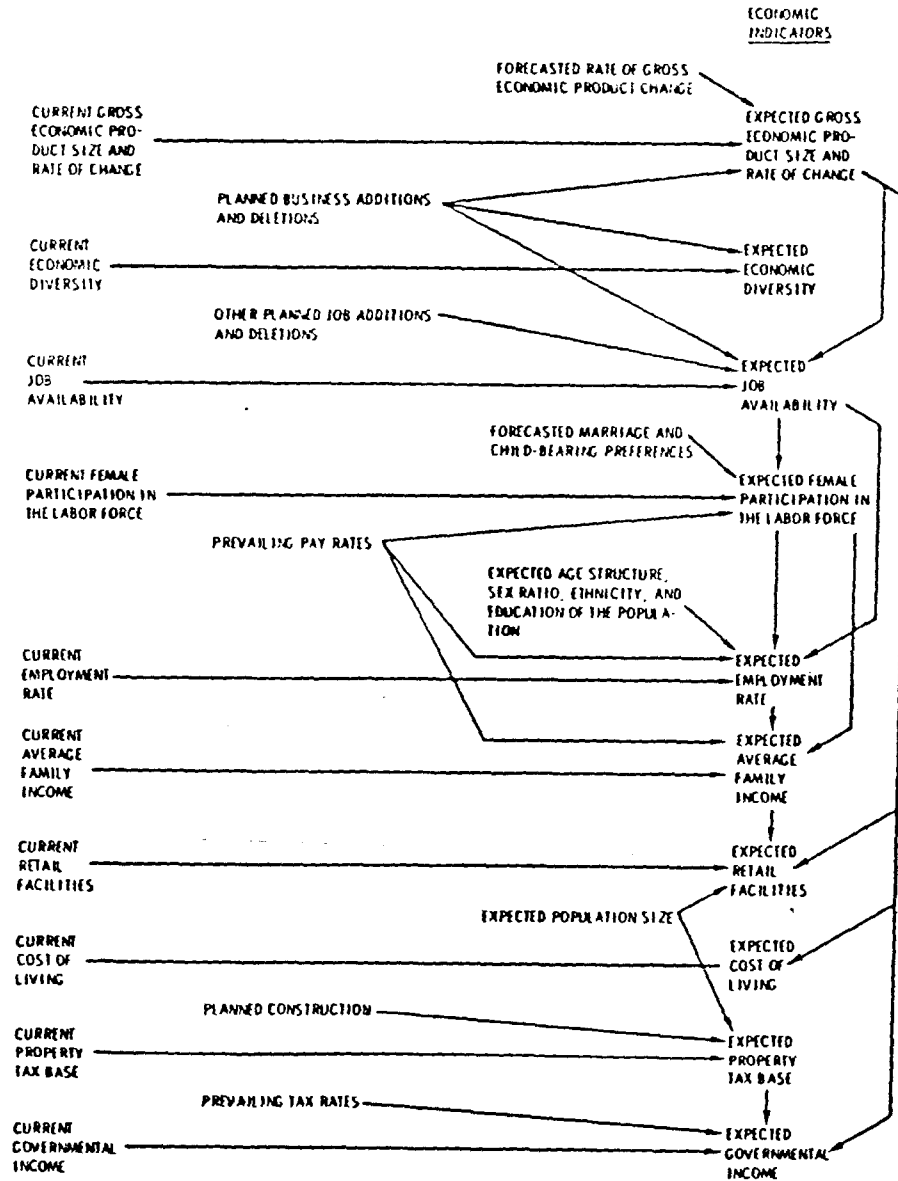 ECONOMIC
INDICATORS
FORECASTED RATE OF GROSS
ECONOMIC PRODUCT CHANGE
CURRENT GROSS
ECONOMIC PRO-
DUCT SIZE AND
RATE OF CHANGE
EXPECTED GROSS
ECONOMIC PRO-
DUCT SIZE AND
RATE OF CHANGE
PLANNED BUSINESS ADDITIONS
AND DELETIONS
CURRENT
ECONOMIC
DIVERSITY
EXPECTED
ECONOMIC
DIVERSITY
OTHER PLANNED JOB ADDITIONS
AND DELETIONS
CURRENT
JOB
AVAILABILITY
EXPECTED
JOB
AVAILABILITY
FORECASTED MARRIAGE AND
CHILD-BEARING PREFERENCES
CURRENT FEMALE
PARTICIPATION IN
THE LABOR FORCE
EXPECTED FEMALE
PARTICIPATION IN
THE LABOR FORCE
PREVAILING PAY RATES
EXPECTED AGE STRUCTURE,
SEX RATIO, ETHNICITY, AND
EDUCATION OF THE POPULA-
TION
CURRENT
EMPLOYMENT
RATE
EXPECTED
EMPLOYMENT
RATE
CURRENT
AVERAGE
FAMILY
INCOME
EXPECTED
AVERAGE
FAMILY
INCOME
CURRENT
RETAIL
FACILITIES
EXPECTED
RETAIL
FACILITIES
EXPECTED POPULATION SIZE
CURRENT
COST OF
LIVING
EXPECTED
COST OF
LIVING
PLANNED CONSTRUCTION
CURRENT
PROPERTY
TAX BASE
EXPECTED
PROPERTY
TAX BASE
PREVAILING TAX RATES
CURRENT
GOVERNMENTAL
INCOME
EXPECTED
GOVERNMENTAL
INCOME